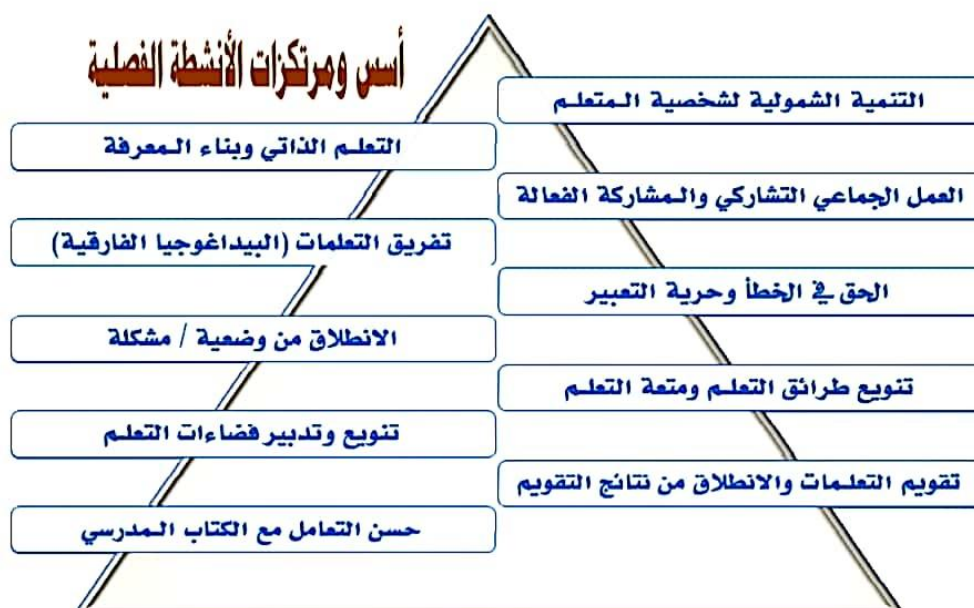 أسس ومرتكزات الأنشطة الفصلية
التنمية الشمولية لشخصية المتعلم
التعلم الذاتي وبناء المعرفة
العمل الجماعي التشاركي والمشاركة الفعالة
تفريق التعلمات (البيداغوجيا الفارقية)
الحق في الخطأ وحرية التعبير
الانطلاق من وضعية / مشكلة
تنويع طرائق التعلم ومتعة التعلم
تنويع وتدبير فضاءات التعلم
تقويم التعلمات والانطلاق من نتائج التقويم
حسن التعامل مع الكتاب المدرسي